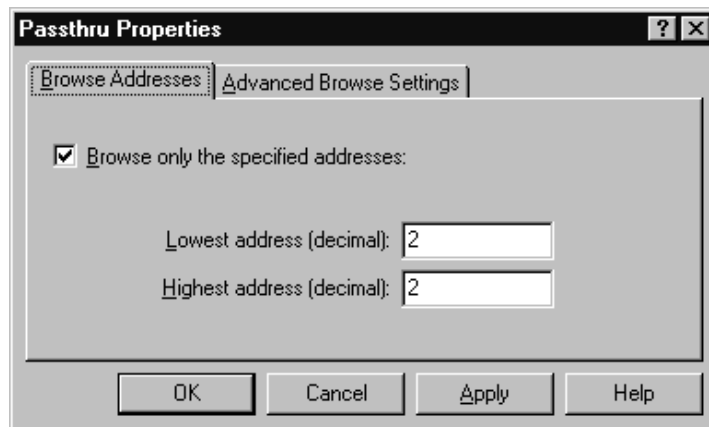 Passthru Properties
Browse Addresses Advanced Browse Settings
Browse only the specified addresses:
Lowest address (decimal): 2
Highest address (decimal): 2
OK Cancel Apply Help